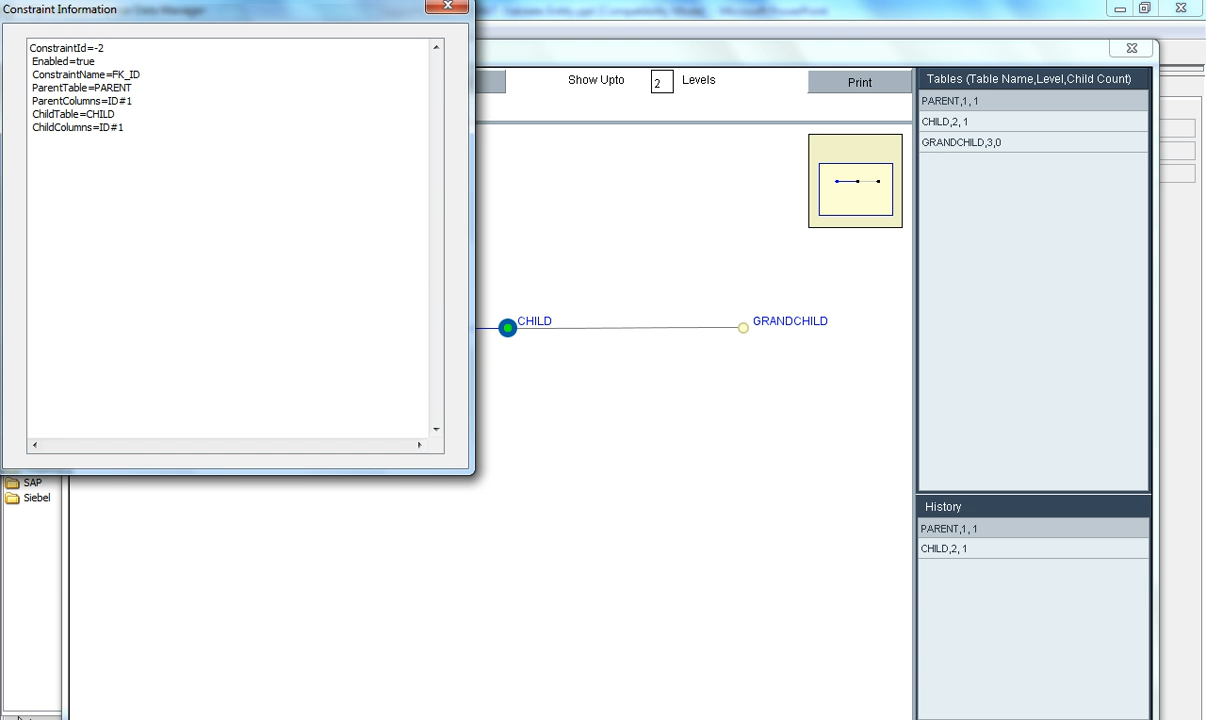 Constraint Information
ConstraintId=-2
Enabled=true
ConstraintName=FK_ID
ParentTable=PARENT
ParentColumns=ID#1
ChildTable=CHILD
ChildColumns=ID#1
Show Upto 2 Levels
Print
Tables (Table Name,Level,Child Count)
PARENT,1, 1
CHILD,2, 1
GRANDCHILD,3,0
CHILD
GRANDCHILD
SAP
Siebel
History
PARENT,1, 1
CHILD,2, 1